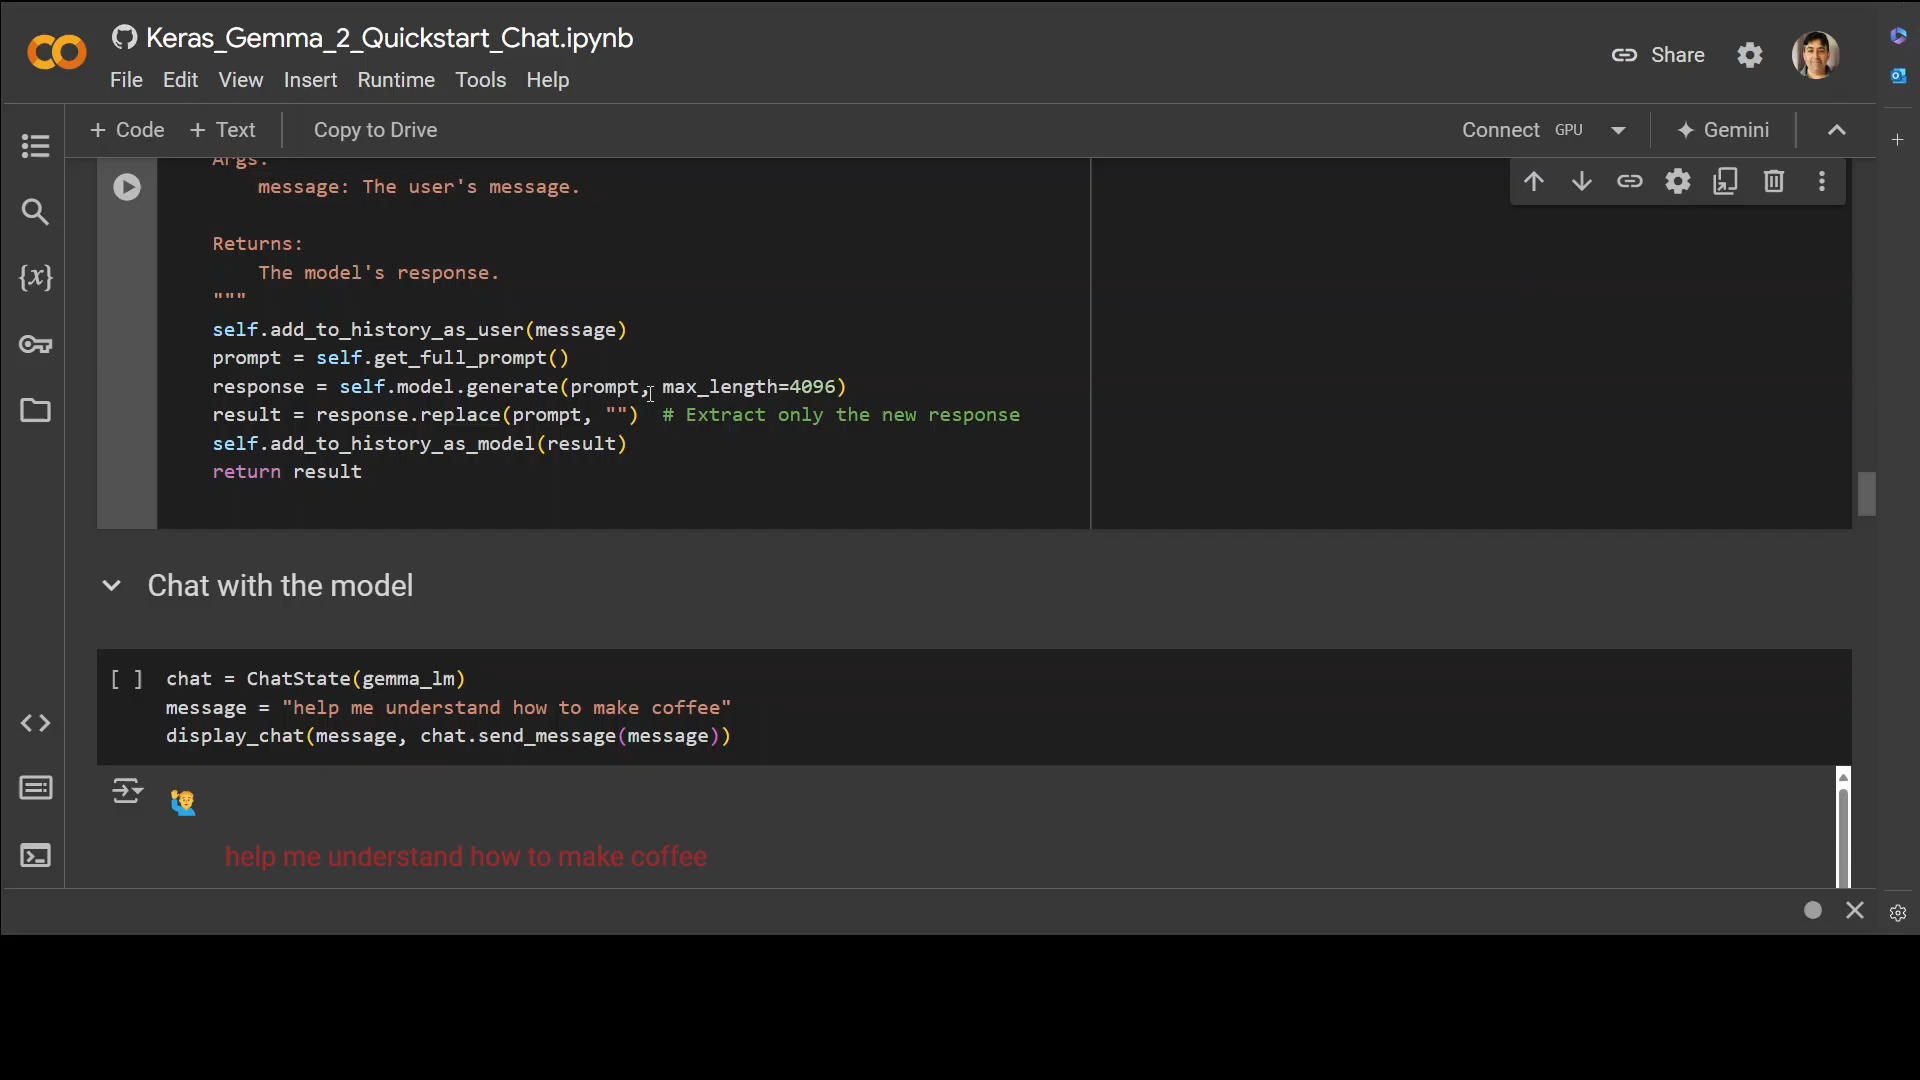 Keras_Gemma_2_Quickstart_Chat.ipynb
Share
File Edit View Insert Runtime Tools Help
+ Code + Text Copy to Drive
Connect GPU Gemini
Args:
message: The user's message.
Returns:
The model's response.
"""
self.add_to_history_as_user(message)
prompt = self.get_full_prompt()
response = self.model.generate(prompt, max_length=4096)
result = response.replace(prompt, "")  # Extract only the new response
self.add_to_history_as_model(result)
return result
Chat with the model
[ ] chat = ChatState(gemma_lm)
message = "help me understand how to make coffee"
display_chat(message, chat.send_message(message))
help me understand how to make coffee